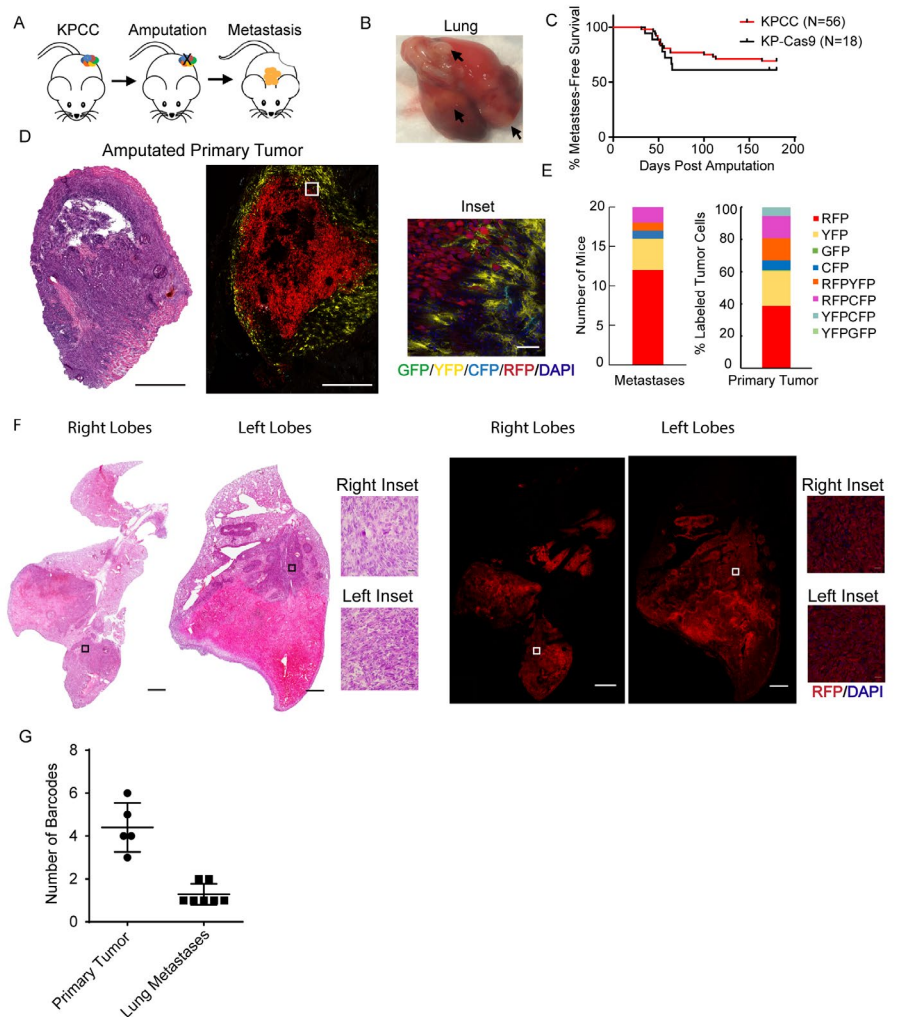 A
KPCC
Amputation
Metastasis
X
B
Lung
C
% Metastses-Free Survival
100
50
0
0
50
100
150
200
Days Post Amputation
KPCC (N=56)
KP-Cas9 (N=18)
D
Amputated Primary Tumor
Inset
GFP/YFP/CFP/RFP/DAPI
E
Number of Mice
20
15
10
5
0
Metastases
% Labeled Tumor Cells
100
80
60
40
20
0
Primary Tumor
RFP
YFP
GFP
CFP
RFPYFP
RFPCFP
YFPCFP
YFPGFP
F
Right Lobes
Left Lobes
Right Inset
Left Inset
Right Lobes
Left Lobes
Right Inset
Left Inset
RFP/DAPI
G
Number of Barcodes
8
6
4
2
0
Primary Tumor
Lung Metastases